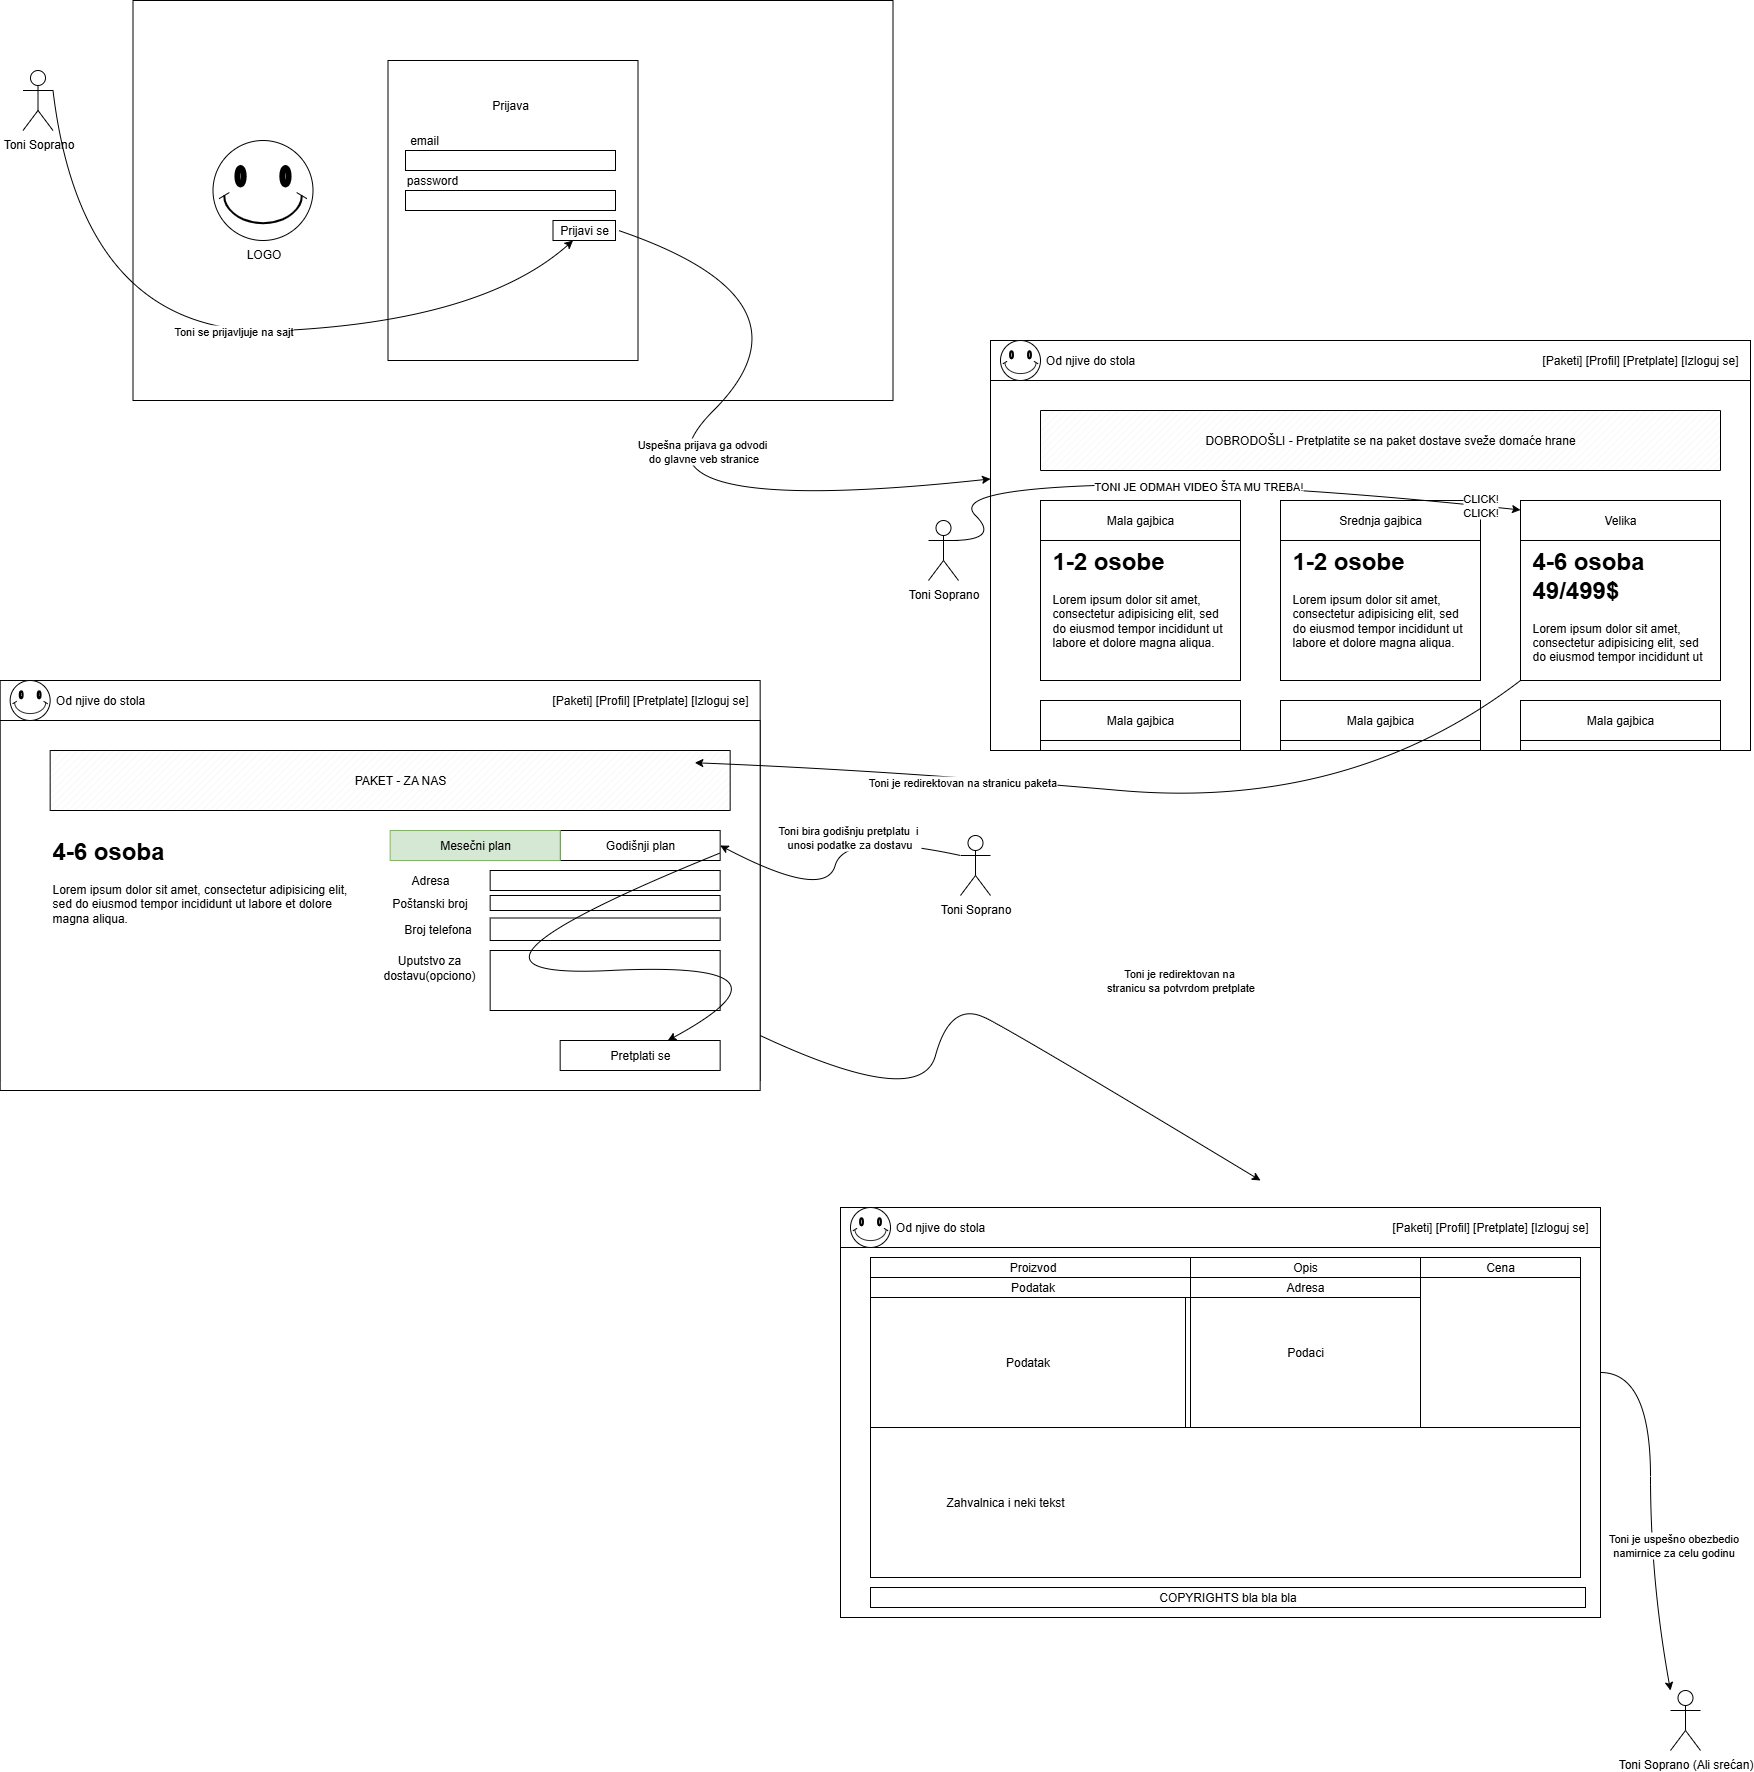 Toni Soprano
Prijava
email
password
Prijavi se
LOGO
Toni se prijavljuje na sajt
Uspešna prijava ga odvodi
do glavne veb stranice
Od njive do stola
[Paketi] [Profil] [Pretplate] [Izloguj se]
DOBRODOŠLI - Pretplatite se na paket dostave sveže domaće hrane
TONI JE ODMAH VIDEO ŠTA MU TREBA!
CLICK!
CLICK!
Toni Soprano
Mala gajbica
1-2 osobe
Lorem ipsum dolor sit amet,
consectetur adipisicing elit, sed
do eiusmod tempor incididunt ut
labore et dolore magna aliqua.
Srednja gajbica
1-2 osobe
Lorem ipsum dolor sit amet,
consectetur adipisicing elit, sed
do eiusmod tempor incididunt ut
labore et dolore magna aliqua.
Velika
4-6 osoba
49/499$
Lorem ipsum dolor sit amet,
consectetur adipisicing elit, sed
do eiusmod tempor incididunt ut
Mala gajbica
Mala gajbica
Mala gajbica
Toni je redirektovan na stranicu paketa
Od njive do stola
[Paketi] [Profil] [Pretplate] [Izloguj se]
PAKET - ZA NAS
4-6 osoba
Lorem ipsum dolor sit amet, consectetur adipisicing elit,
sed do eiusmod tempor incididunt ut labore et dolore
magna aliqua.
Mesečni plan
Godišnji plan
Adresa
Poštanski broj
Broj telefona
Uputstvo za
dostavu(opciono)
Pretplati se
Toni bira godišnju pretplatu i
unosi podatke za dostavu
Toni Soprano
Toni je redirektovan na
stranicu sa potvrdom pretplate
Od njive do stola
[Paketi] [Profil] [Pretplate] [Izloguj se]
Proizvod
Opis
Cena
Podatak
Adresa
Podatak
Podaci
Zahvalnica i neki tekst
COPYRIGHTS bla bla bla
Toni je uspešno obezbedio
namirnice za celu godinu
Toni Soprano (Ali srećan)